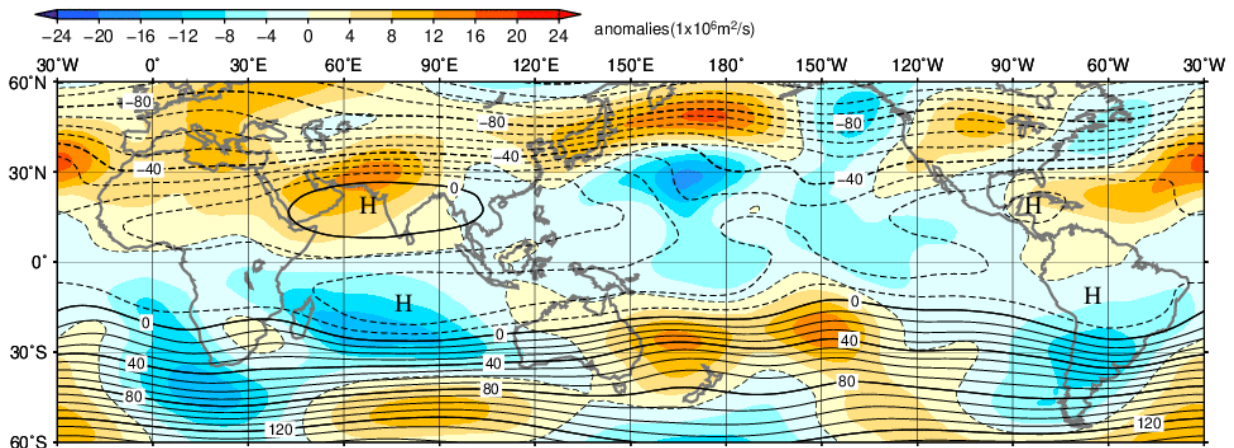 anomalies(1x10⁶m²/s)
−24 −20 −16 −12 −8 −4 0 4 8 12 16 20 24
30°W 0° 30°E 60°E 90°E 120°E 150°E 180° 150°W 120°W 90°W 60°W 30°W
60°N
−80 −80 −80
−40 −40 −40
30°N
0
H H
0°
H H
0 0 0
30°S
40 40 40
80 80 80
120 120
60°S